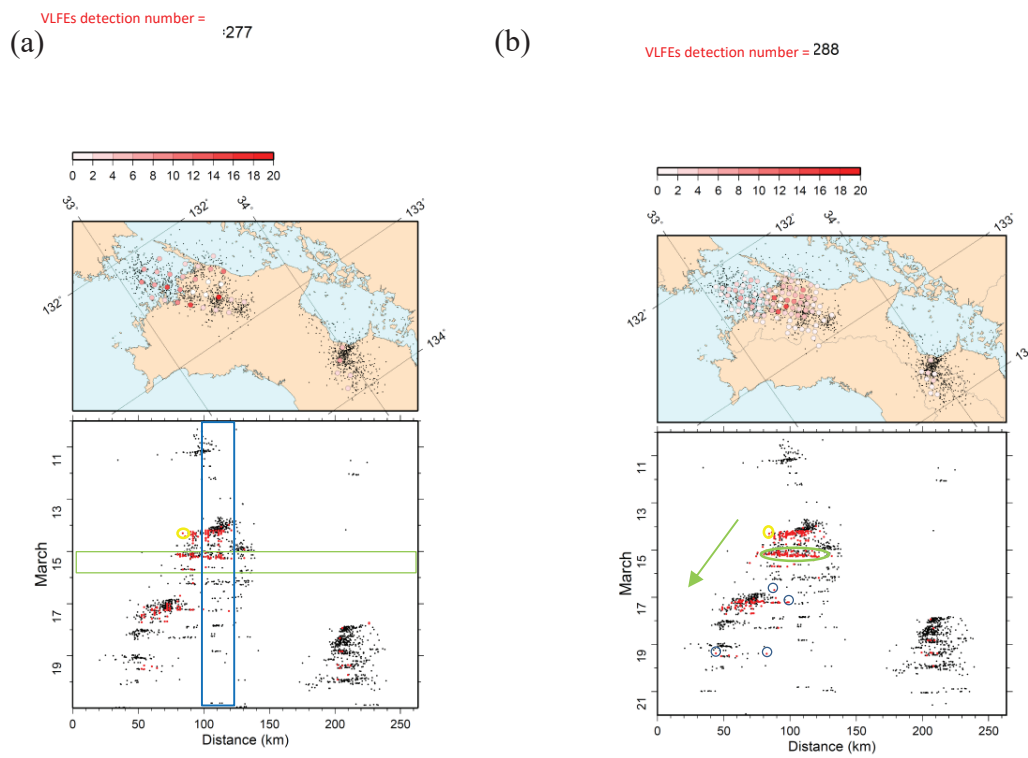 VLFEs detection number =
:277
(a)
0 2 4 6 8 10 12 14 16 18 20
33° 132° 34° 133°
132°
134°
11
13
15
17
19
March
0 50 100 150 200 250
Distance (km)
(b)
VLFEs detection number = 288
0 2 4 6 8 10 12 14 16 18 20
33° 132° 34° 133°
132°
13
11
13
15
17
19
21
March
0 50 100 150 200 250
Distance (km)